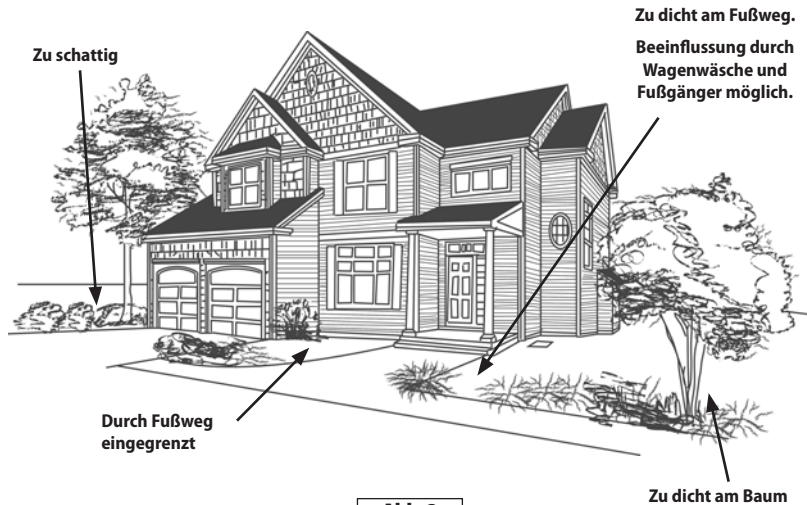 Zu dicht am Fußweg.
Beeinflussung durch
Wagenwäsche und
Fußgänger möglich.
Zu schattig
Durch Fußweg
eingegrenzt
Zu dicht am Baum